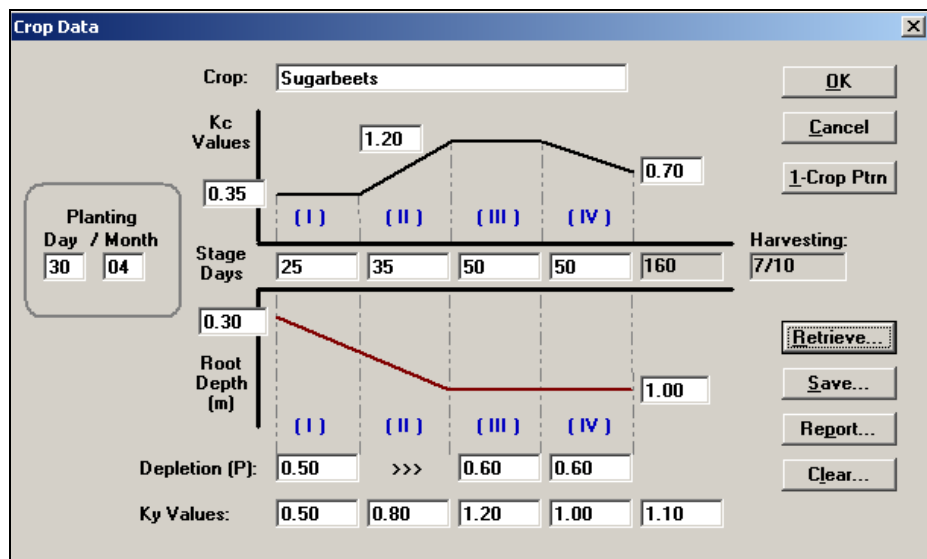 Crop Data
Crop: Sugarbeets
OK
Kc
Values
1.20
Cancel
0.35
0.70
1-Crop Ptrn
( I ) ( II ) ( III ) ( IV )
Planting
Day / Month
30 04
Stage
Days
25 35 50 50 160
Harvesting:
7/10
0.30
Retrieve...
Root
Depth
(m)
1.00
Save...
( I ) ( II ) ( III ) ( IV )
Report...
Depletion (P): 0.50 >>> 0.60 0.60
Clear...
Ky Values: 0.50 0.80 1.20 1.00 1.10